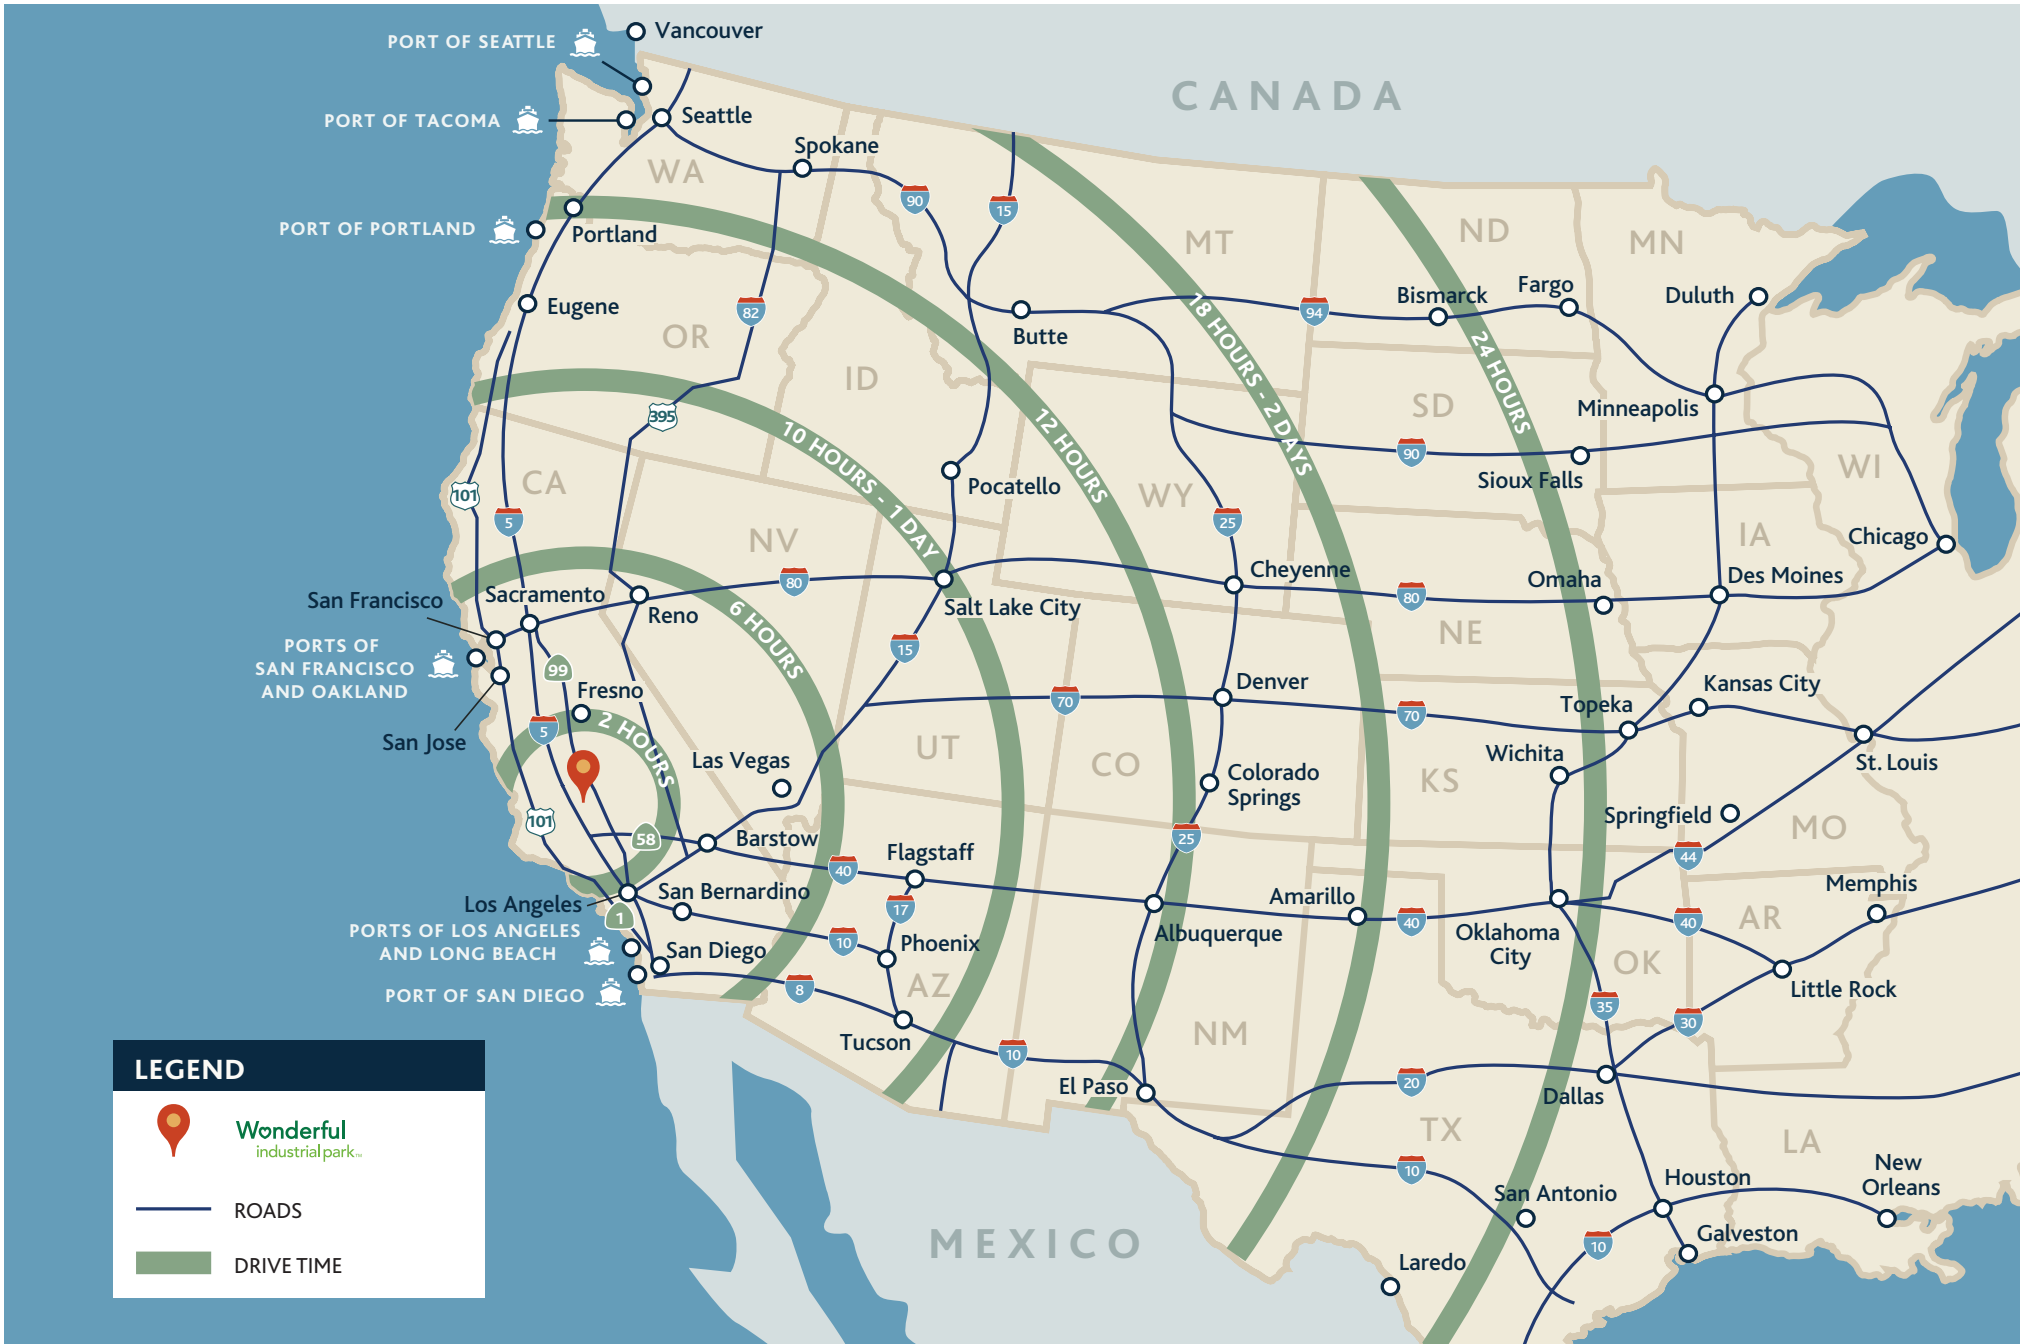 Vancouver
PORT OF SEATTLE
CANADA
PORT OF TACOMA
Seattle
Spokane
WA
90
15
PORT OF PORTLAND
Portland
MT
ND
MN
Eugene
82
OR
Butte
18 HOURS - 2 DAYS
94
Bismarck
Fargo
Duluth
24 HOURS
ID
395
10 HOURS - 1 DAY
12 HOURS
SD
Minneapolis
90
Sioux Falls
WI
CA
101
5
Pocatello
WY
25
NV
IA
Chicago
San Francisco
Sacramento
Reno
80
6 HOURS
Salt Lake City
Cheyenne
80
Omaha
Des Moines
PORTS OF
SAN FRANCISCO
AND OAKLAND
99
Fresno
15
NE
San Jose
5
2 HOURS
70
Denver
70
Topeka
Kansas City
Las Vegas
UT
CO
Colorado
Springs
KS
Wichita
St. Louis
101
58
Barstow
40
Flagstaff
25
Springfield
44
MO
Los Angeles
1
San Bernardino
17
Albuquerque
Amarillo
40
Oklahoma
City
40
AR
Memphis
PORTS OF LOS ANGELES
AND LONG BEACH
San Diego
10
Phoenix
OK
PORT OF SAN DIEGO
8
AZ
35
Little Rock
30
Tucson
10
NM
El Paso
20
Dallas
TX
LA
10
San Antonio
Houston
New
Orleans
MEXICO
10
Galveston
Laredo
LEGEND
Wonderful
industrial park™
ROADS
DRIVE TIME